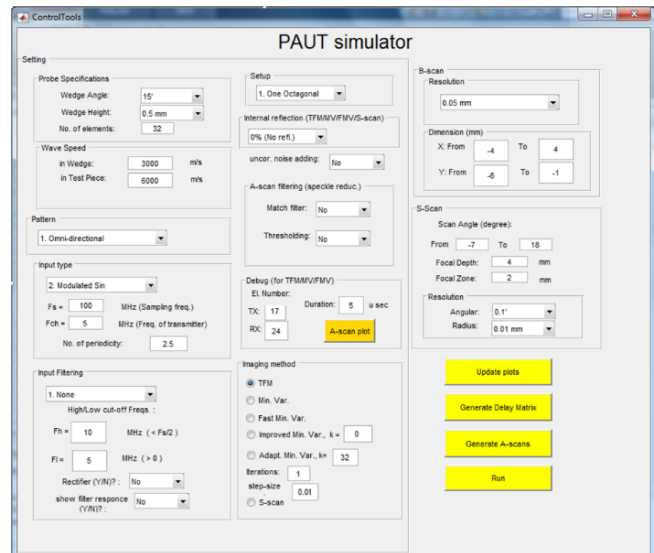 ControlTools
PAUT simulator
Setting
Probe Specifications
Wedge Angle: 15'
Wedge Height: 0.5 mm
No. of elements: 32
Wave Speed
in Wedge: 3000 m/s
in Test Piece: 6000 m/s
Pattern
1. Omni-directional
Input type
2. Modulated Sin
Fs = 100 MHz (Sampling freq.)
Fch = 5 MHz (Freq. of transmitter)
No. of periodicity: 2.5
Input Filtering
1. None
High/Low cut-off Freqs. :
Fh = 10 MHz ( < Fs/2 )
Fl = 5 MHz ( > 0 )
Rectifier (Y/N)? : No
show filter responce (Y/N)? : No
Setup
1. One Octagonal
Internal reflection (TFM/MV/FMV/S-scan)
0% (No refl.)
uncor. noise adding: No
A-scan filtering (speckle reduc.)
Match filter: No
Thresholding: No
Debug (for TFM/MV/FMV)
El. Number:
Duration: 5 u sec
TX: 17
RX: 24
A-scan plot
Imaging method
TFM
Min. Var.
Fast Min. Var.
Improved Min. Var., k = 0
Adapt. Min. Var., k= 32
Iterations: 1
step-size 0.01
S-scan
B-scan
Resolution
0.05 mm
Dimension (mm)
X: From -4 To 4
Y: From -6 To -1
S-Scan
Scan Angle (degree):
From -7 To 18
Focal Depth: 4 mm
Focal Zone: 2 mm
Resolution
Angular: 0.1'
Radius: 0.01 mm
Update plots
Generate Delay Matrix
Generate A-scans
Run